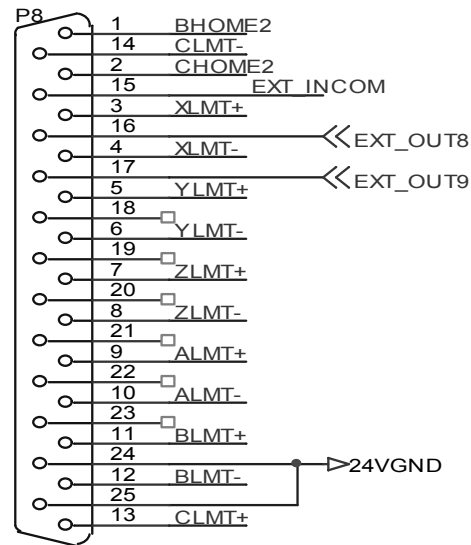 P8
1 BHOME2
14 CLMT-
2 CHOME2
15 EXT_INCOM
3 XLMT+
16 EXT_OUT8
4 XLMT-
17 EXT_OUT9
5 YLMT+
18
6 YLMT-
19
7 ZLMT+
20
8 ZLMT-
21
9 ALMT+
22
10 ALMT-
23
11 BLMT+
24 24VGND
12 BLMT-
25
13 CLMT+